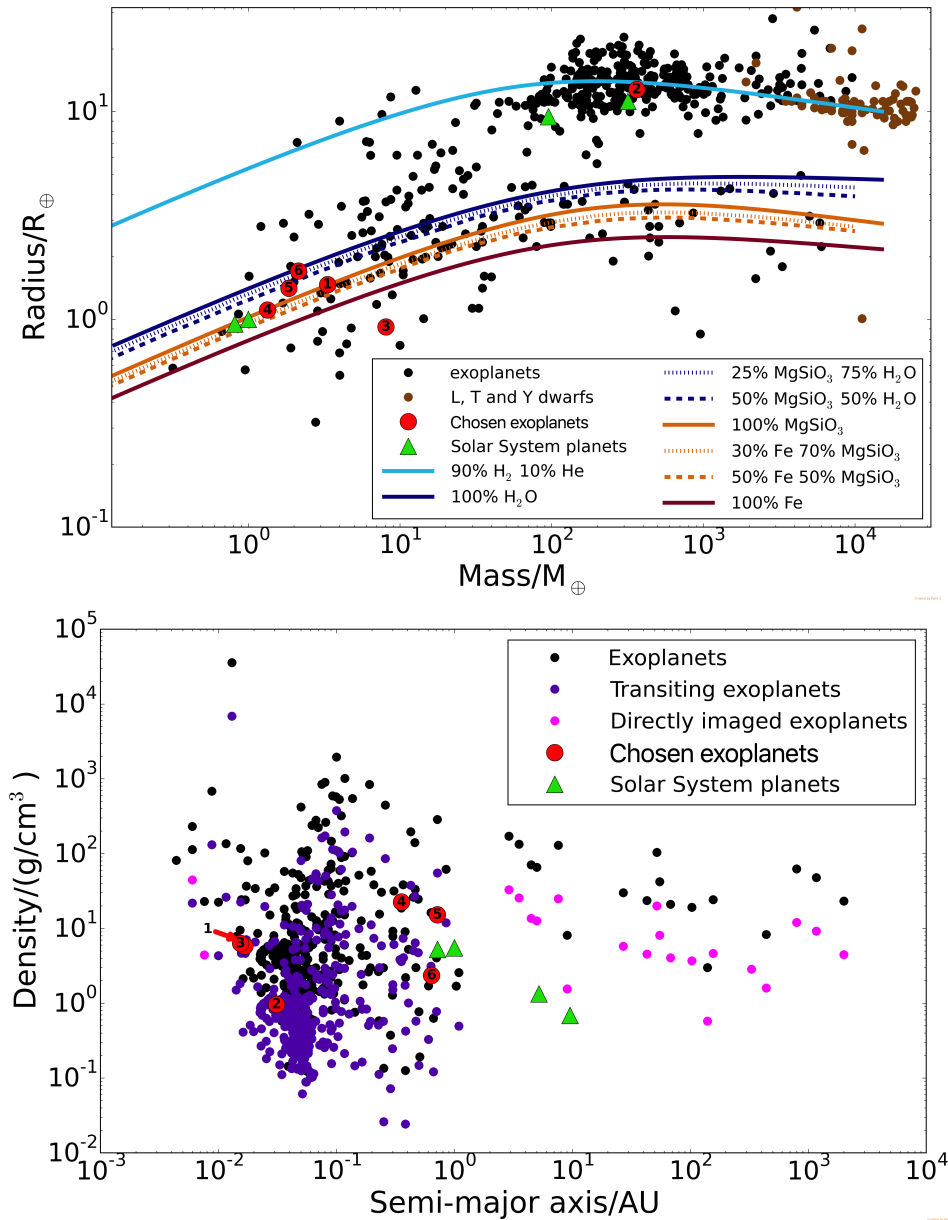 10¹
10⁰
10⁻¹
Radius/R⊕
2
6
5
1
4
3
exoplanets
L, T and Y dwarfs
Chosen exoplanets
Solar System planets
90% H₂ 10% He
100% H₂O
25% MgSiO₃ 75% H₂O
50% MgSiO₃ 50% H₂O
100% MgSiO₃
30% Fe 70% MgSiO₃
50% Fe 50% MgSiO₃
100% Fe
10⁰ 10¹ 10² 10³ 10⁴
Mass/M⊕
10⁵
10⁴
10³
10²
10¹
10⁰
10⁻¹
10⁻²
Density/(g/cm³ )
Exoplanets
Transiting exoplanets
Directly imaged exoplanets
Chosen exoplanets
Solar System planets
4
5
1
3
6
2
10⁻³ 10⁻² 10⁻¹ 10⁰ 10¹ 10² 10³ 10⁴
Semi-major axis/AU